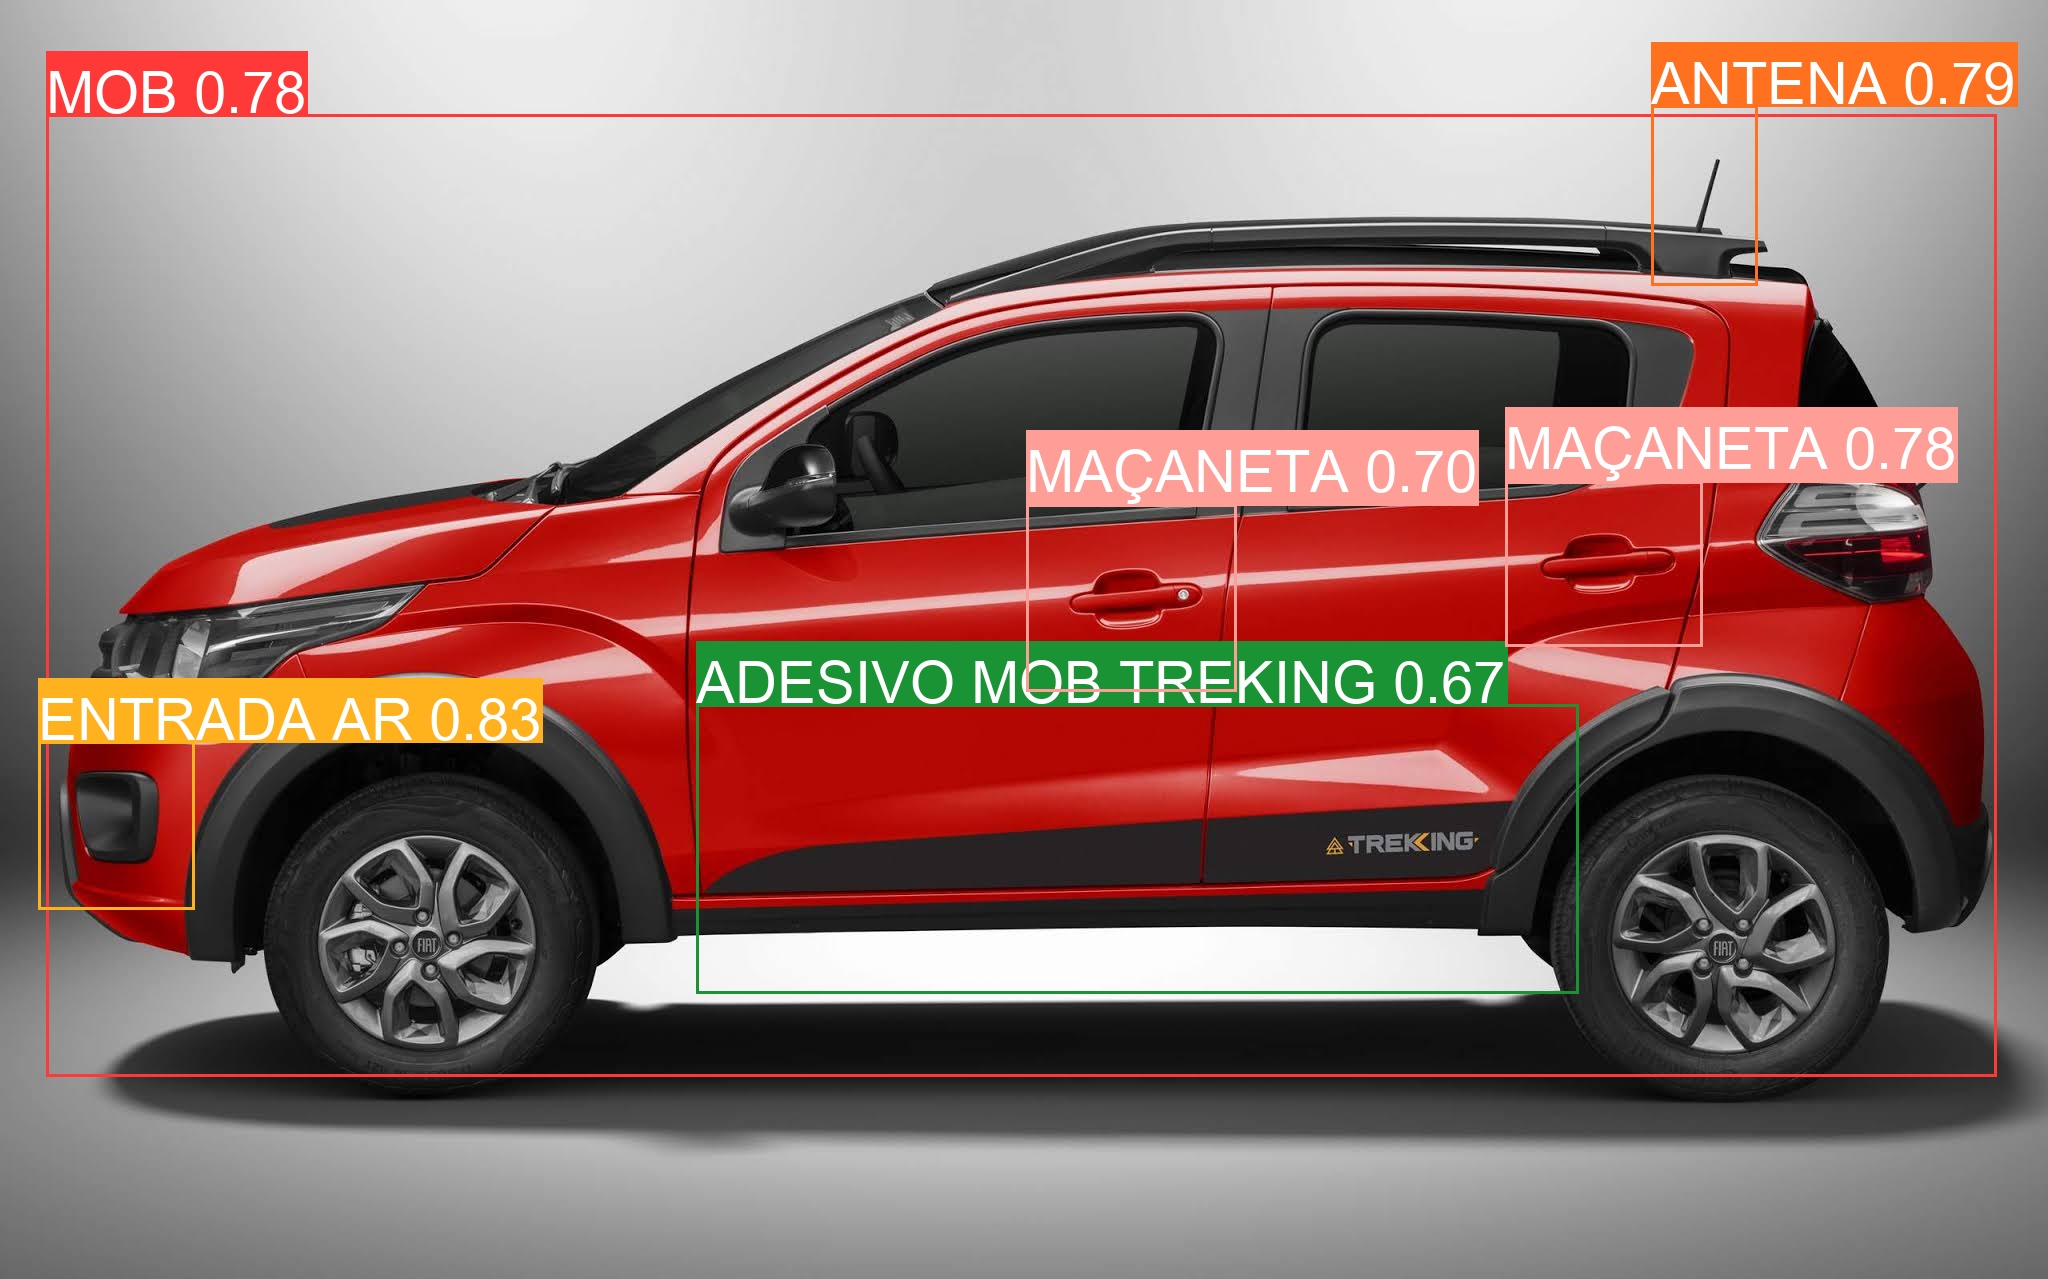 MOB 0.78
ANTENA 0.79
MAÇANETA 0.70
MAÇANETA 0.78
ADESIVO MOB TREKING 0.67
ENTRADA AR 0.83
TREKKING
FIAT
FIAT